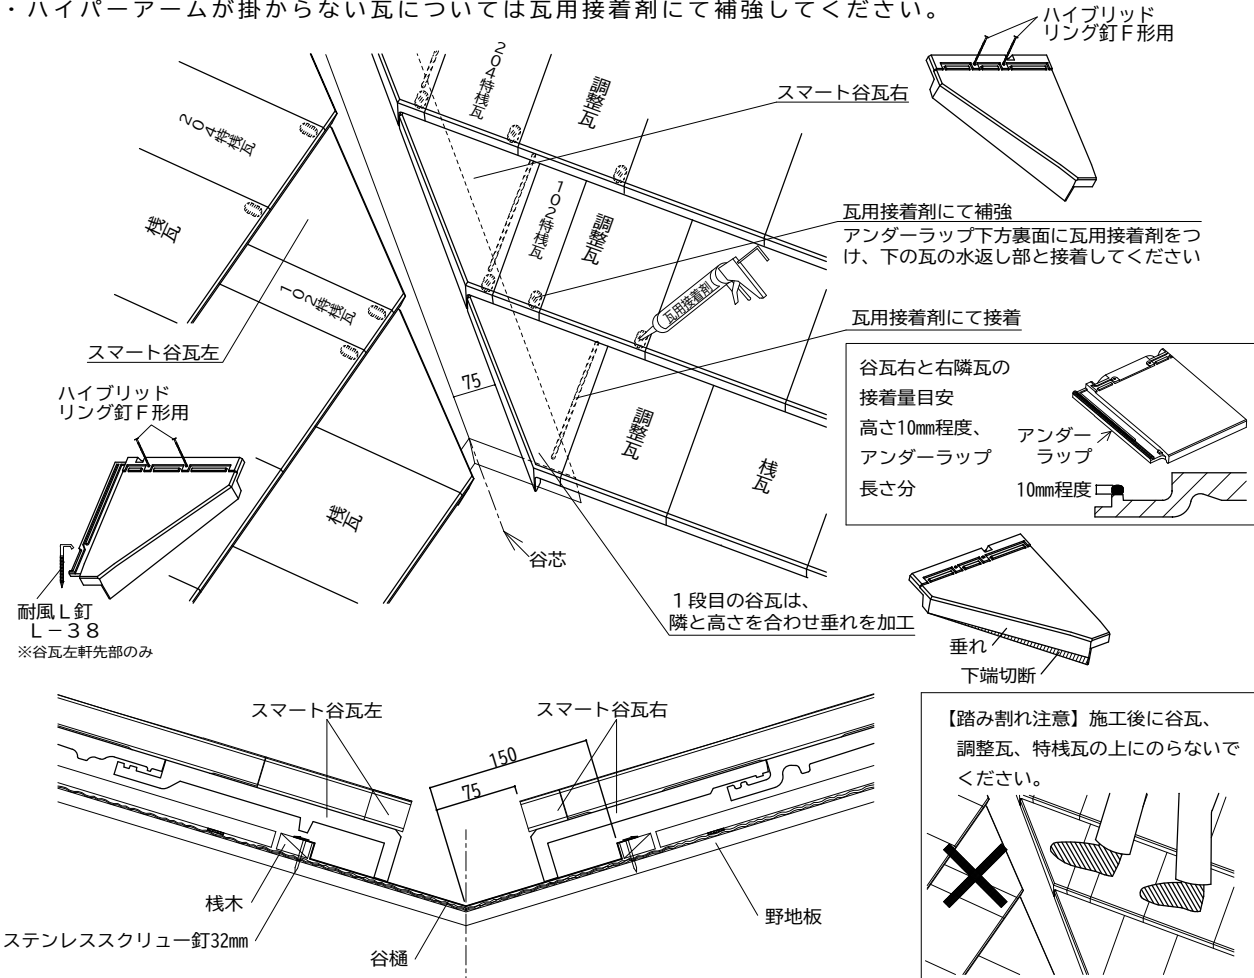 ・ハイパーアームが掛からない瓦については瓦用接着剤にて補強してください。
ハイブリッド
リング釘F形用
204特桟瓦
調整瓦
スマート谷瓦右
204特桟瓦
桟瓦
102特桟瓦
調整瓦
瓦用接着剤にて補強
アンダーラップ下方裏面に瓦用接着剤をつ
け、下の瓦の水返し部と接着してください
瓦用接着剤
102特桟瓦
瓦用接着剤にて接着
スマート谷瓦左
75
谷瓦右と右隣瓦の
接着量目安
高さ10mm程度、
アンダーラップ
長さ分
アンダー
ラップ
10mm程度
ハイブリッド
リング釘F形用
調整瓦
桟瓦
桟瓦
谷芯
耐風L釘
L-38
※谷瓦左軒先部のみ
1段目の谷瓦は、
隣と高さを合わせ垂れを加工
垂れ
下端切断
スマート谷瓦左
スマート谷瓦右
150
75
桟木
ステンレススクリュー釘32mm
谷樋
野地板
【踏み割れ注意】施工後に谷瓦、
調整瓦、特桟瓦の上にのらないで
ください。